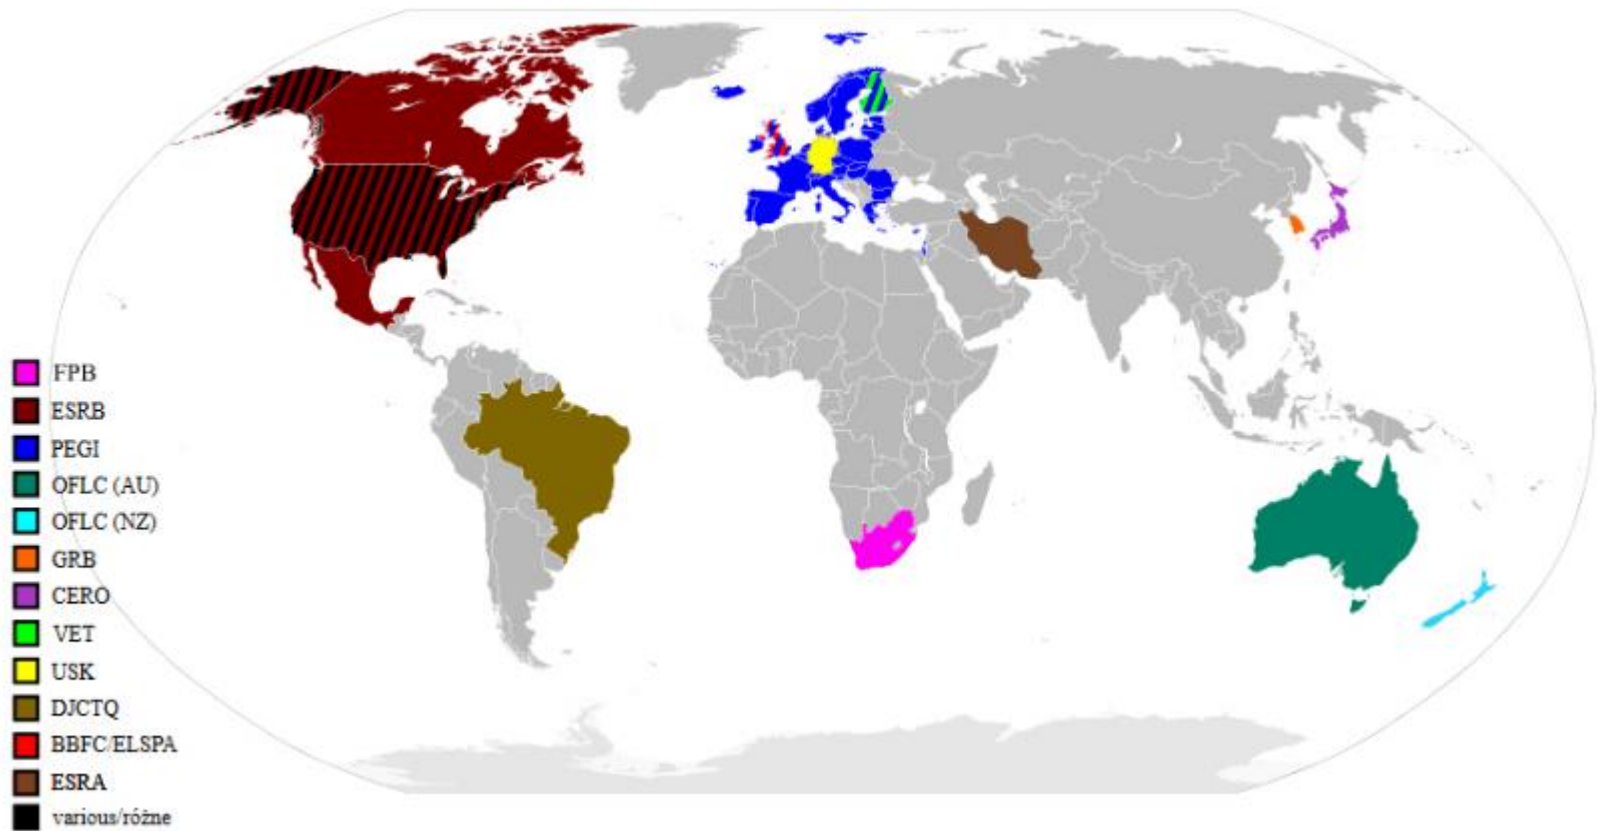 FPB
ESRB
PEGI
OFLC (AU)
OFLC (NZ)
GRB
CERO
VET
USK
DJCTQ
BBFC/ELSPA
ESRA
various/różne